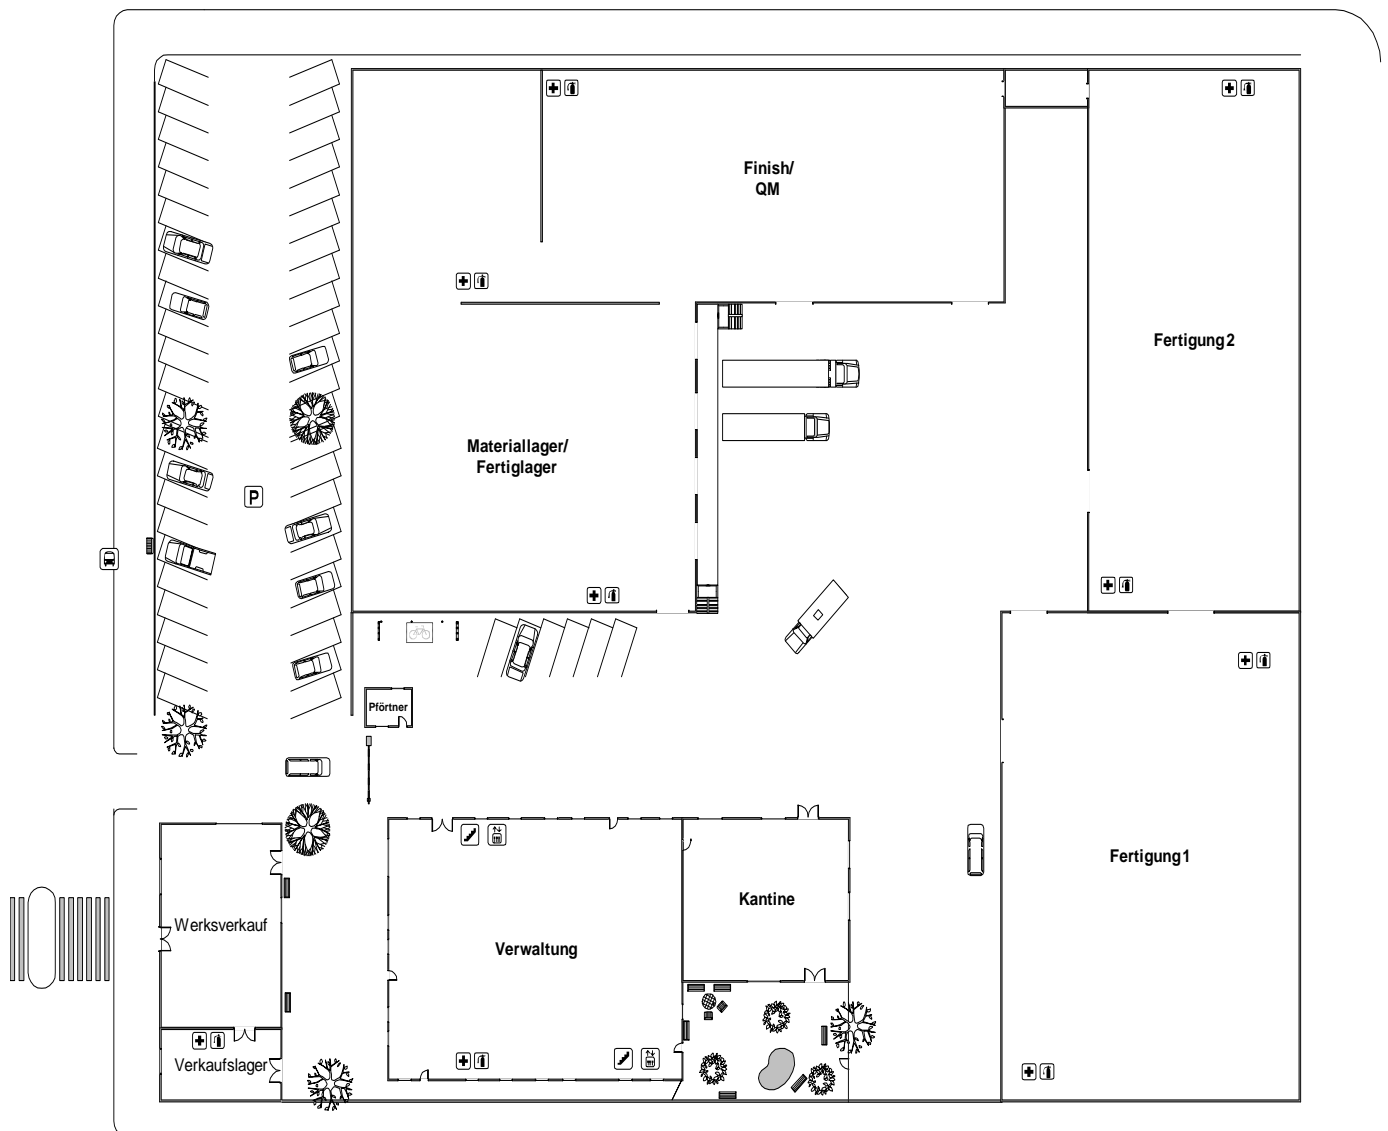 Finish/
QM
Fertigung 2
Materiallager/
Fertiglager
P
Pförtner
Fertigung 1
Werksverkauf
Kantine
Verwaltung
Verkaufslager